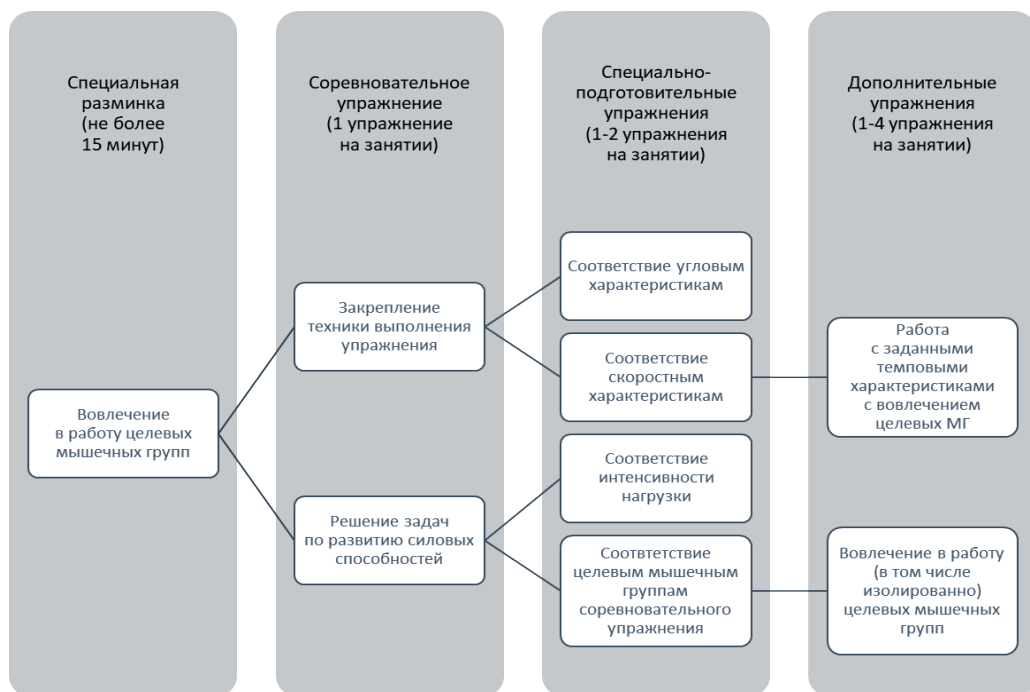 Специальная
разминка
(не более
15 минут)
Соревновательное
упражнение
(1 упражнение
на занятии)
Специально-
подготовительные
упражнения
(1-2 упражнения
на занятии)
Дополнительные
упражнения
(1-4 упражнения
на занятии)
Вовлечение
в работу целевых
мышечных групп
Закрепление
техники выполнения
упражнения
Решение задач
по развитию силовых
способностей
Соответствие угловым
характеристикам
Соответствие
скоростным
характеристикам
Соответствие
интенсивности
нагрузки
Соовтетствие
целевым мышечным
группам
соревновательного
упражнения
Работа
с заданными
темповыми
характеристиками
с вовлечением
целевых МГ
Вовлечение в работу
(в том числе
изолированно)
целевых мышечных
групп